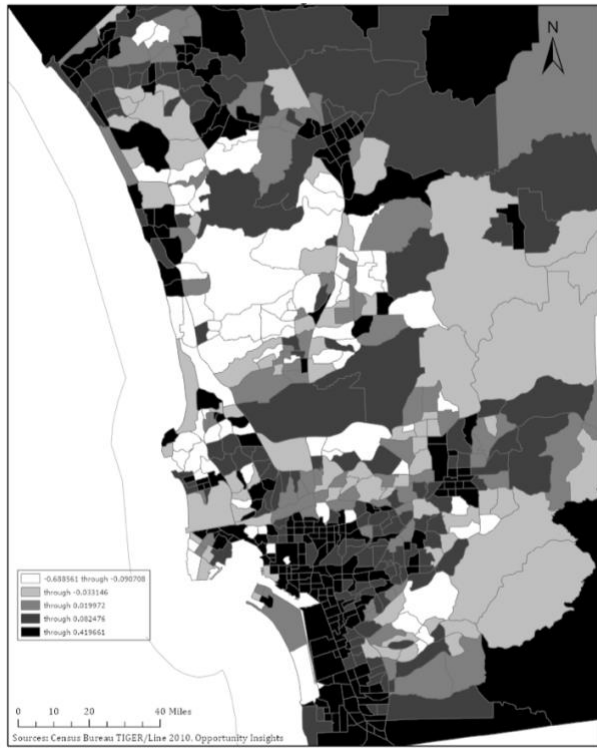 N
-0.688561 through -0.090708
through -0.033146
through 0.019972
through 0.082476
through 0.419661
0 10 20 40 Miles
Sources: Census Bureau TIGER/Line 2010. Opportunity Insights